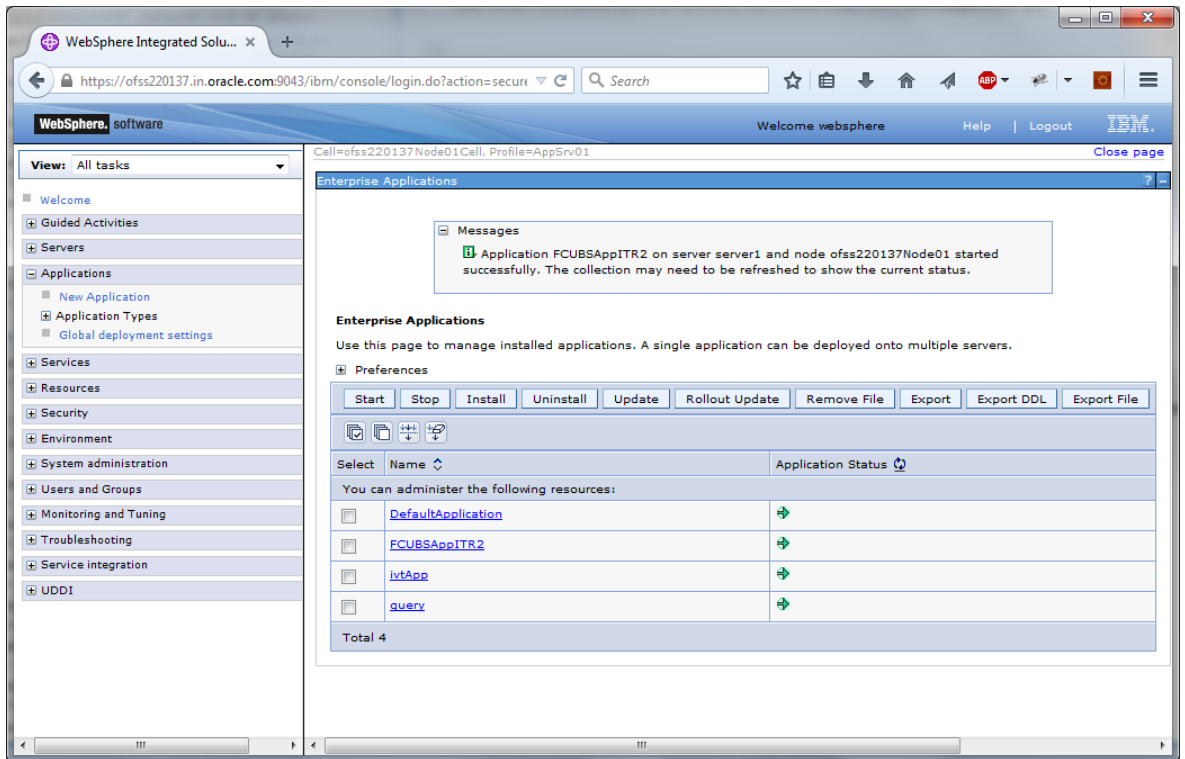 WebSphere Integrated Solu... ×
https://ofss220137.in.oracle.com:9043/ibm/console/login.do?action=secure
Search
ABP
WebSphere. software
Welcome websphere
Help | Logout
IBM.
View: All tasks
Welcome
Guided Activities
Servers
Applications
New Application
Application Types
Global deployment settings
Services
Resources
Security
Environment
System administration
Users and Groups
Monitoring and Tuning
Troubleshooting
Service integration
UDDI
Cell=ofss220137Node01Cell, Profile=AppSrv01
Close page
Enterprise Applications
? –
Messages
Application FCUBSAppITR2 on server server1 and node ofss220137Node01 started
successfully. The collection may need to be refreshed to show the current status.
Enterprise Applications
Use this page to manage installed applications. A single application can be deployed onto multiple servers.
Preferences
Start Stop Install Uninstall Update Rollout Update Remove File Export Export DDL Export File
Select Name Application Status
You can administer the following resources:
DefaultApplication
FCUBSAppITR2
ivtApp
query
Total 4